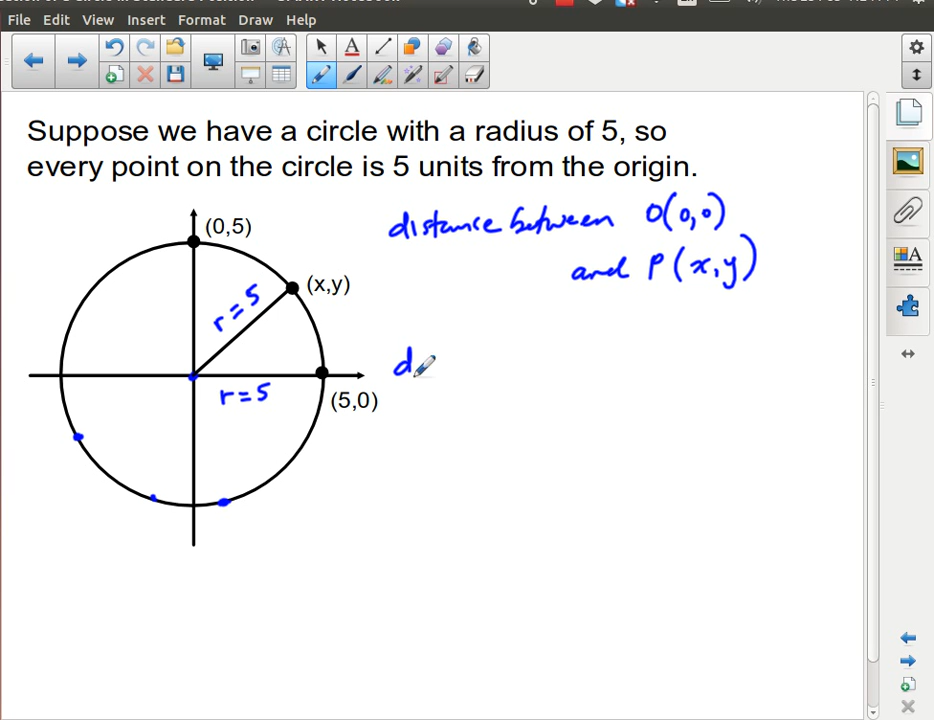 File Edit View Insert Format Draw Help
Suppose we have a circle with a radius of 5, so
every point on the circle is 5 units from the origin.
distance between O(0,0)
and P(x,y)
(0,5)
(x,y)
r=5
r=5
(5,0)
d